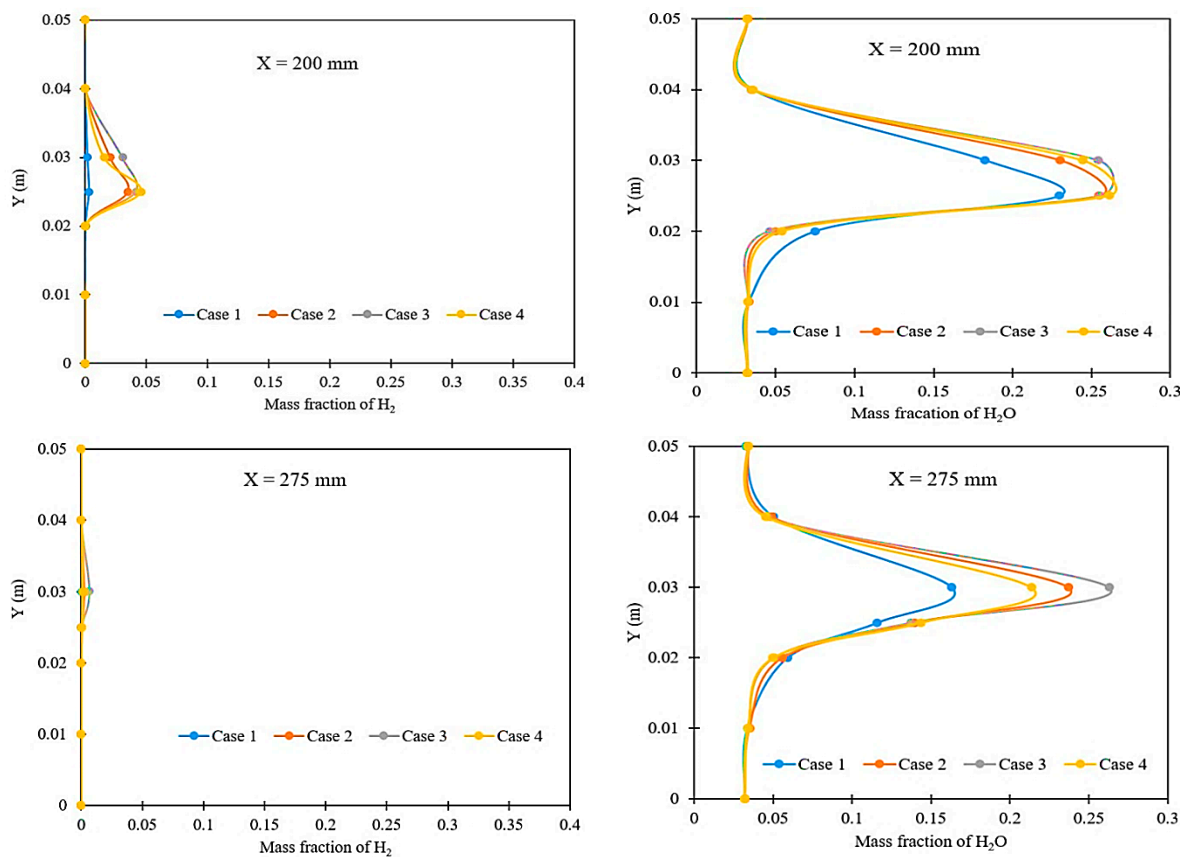 0.05
X = 200 mm
0.04
0.03
Y (m)
0.02
0.01
Case 1 Case 2 Case 3 Case 4
0
0 0.05 0.1 0.15 0.2 0.25 0.3 0.35 0.4
Mass fraction of H₂
0.05
X = 200 mm
0.04
0.03
Y (m)
0.02
0.01
Case 1 Case 2 Case 3 Case 4
0
0 0.05 0.1 0.15 0.2 0.25 0.3
Mass fracation of H₂O
0.05
X = 275 mm
0.04
0.03
Y (m)
0.02
0.01
Case 1 Case 2 Case 3 Case 4
0
0 0.05 0.1 0.15 0.2 0.25 0.3 0.35 0.4
Mass fraction of H₂
0.05
X = 275 mm
0.04
0.03
Y (m)
0.02
0.01
Case 1 Case 2 Case 3 Case 4
0
0 0.05 0.1 0.15 0.2 0.25 0.3
Mass fraction of H₂O